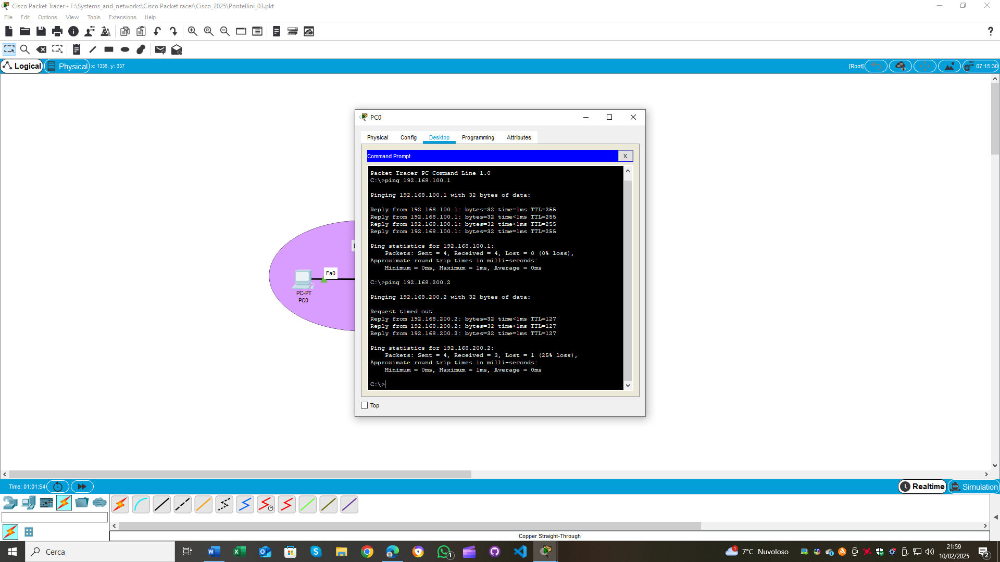 Cisco Packet Tracer - F:\Systems_and_networks\Cisco Packet racer\Cisco_2025\Pontellini_03.pkt
File Edit Options View Tools Extensions Help
Logical Physical x: 1336, y: 337 [Root] 07:15:30
PC0
Physical Config Desktop Programming Attributes
Command Prompt X
Packet Tracer PC Command Line 1.0
C:\>ping 192.168.100.1
Pinging 192.168.100.1 with 32 bytes of data:
Reply from 192.168.100.1: bytes=32 time=1ms TTL=255
Reply from 192.168.100.1: bytes=32 time<1ms TTL=255
Reply from 192.168.100.1: bytes=32 time<1ms TTL=255
Reply from 192.168.100.1: bytes=32 time=1ms TTL=255
Ping statistics for 192.168.100.1:
Packets: Sent = 4, Received = 4, Lost = 0 (0% loss),
Approximate round trip times in milli-seconds:
Minimum = 0ms, Maximum = 1ms, Average = 0ms
C:\>ping 192.168.200.2
Pinging 192.168.200.2 with 32 bytes of data:
Request timed out.
Reply from 192.168.200.2: bytes=32 time<1ms TTL=127
Reply from 192.168.200.2: bytes=32 time<1ms TTL=127
Reply from 192.168.200.2: bytes=32 time=1ms TTL=127
Ping statistics for 192.168.200.2:
Packets: Sent = 4, Received = 3, Lost = 1 (25% loss),
Approximate round trip times in milli-seconds:
Minimum = 0ms, Maximum = 1ms, Average = 0ms
C:\>
Top
Fa0
PC-PT
PC0
Time: 01:01:54
Realtime Simulation
Copper Straight-Through
Cerca
7°C Nuvoloso
21:59
10/02/2025